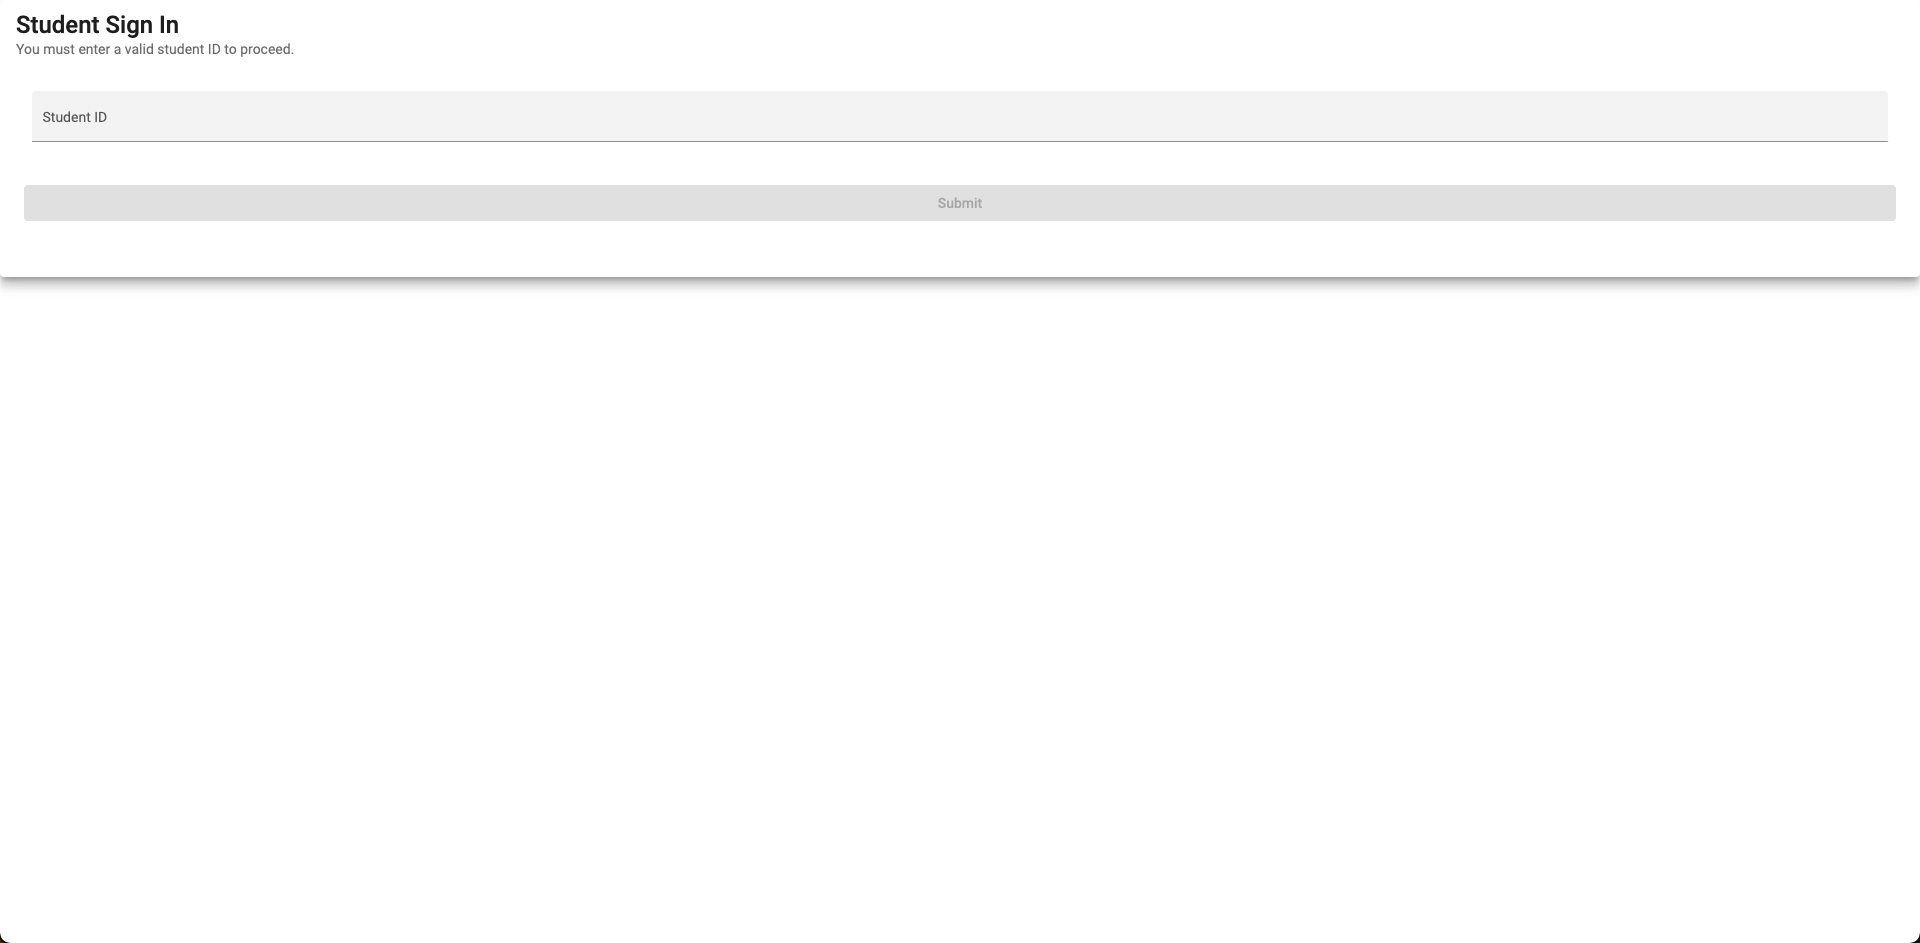 Student Sign In
You must enter a valid student ID to proceed.
Student ID
Submit